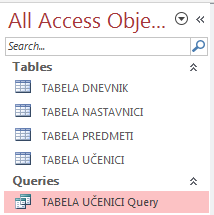 All Access Obje...
Search...
Tables
TABELA DNEVNIK
TABELA NASTAVNICI
TABELA PREDMETI
TABELA UČENICI
Queries
TABELA UČENICI Query